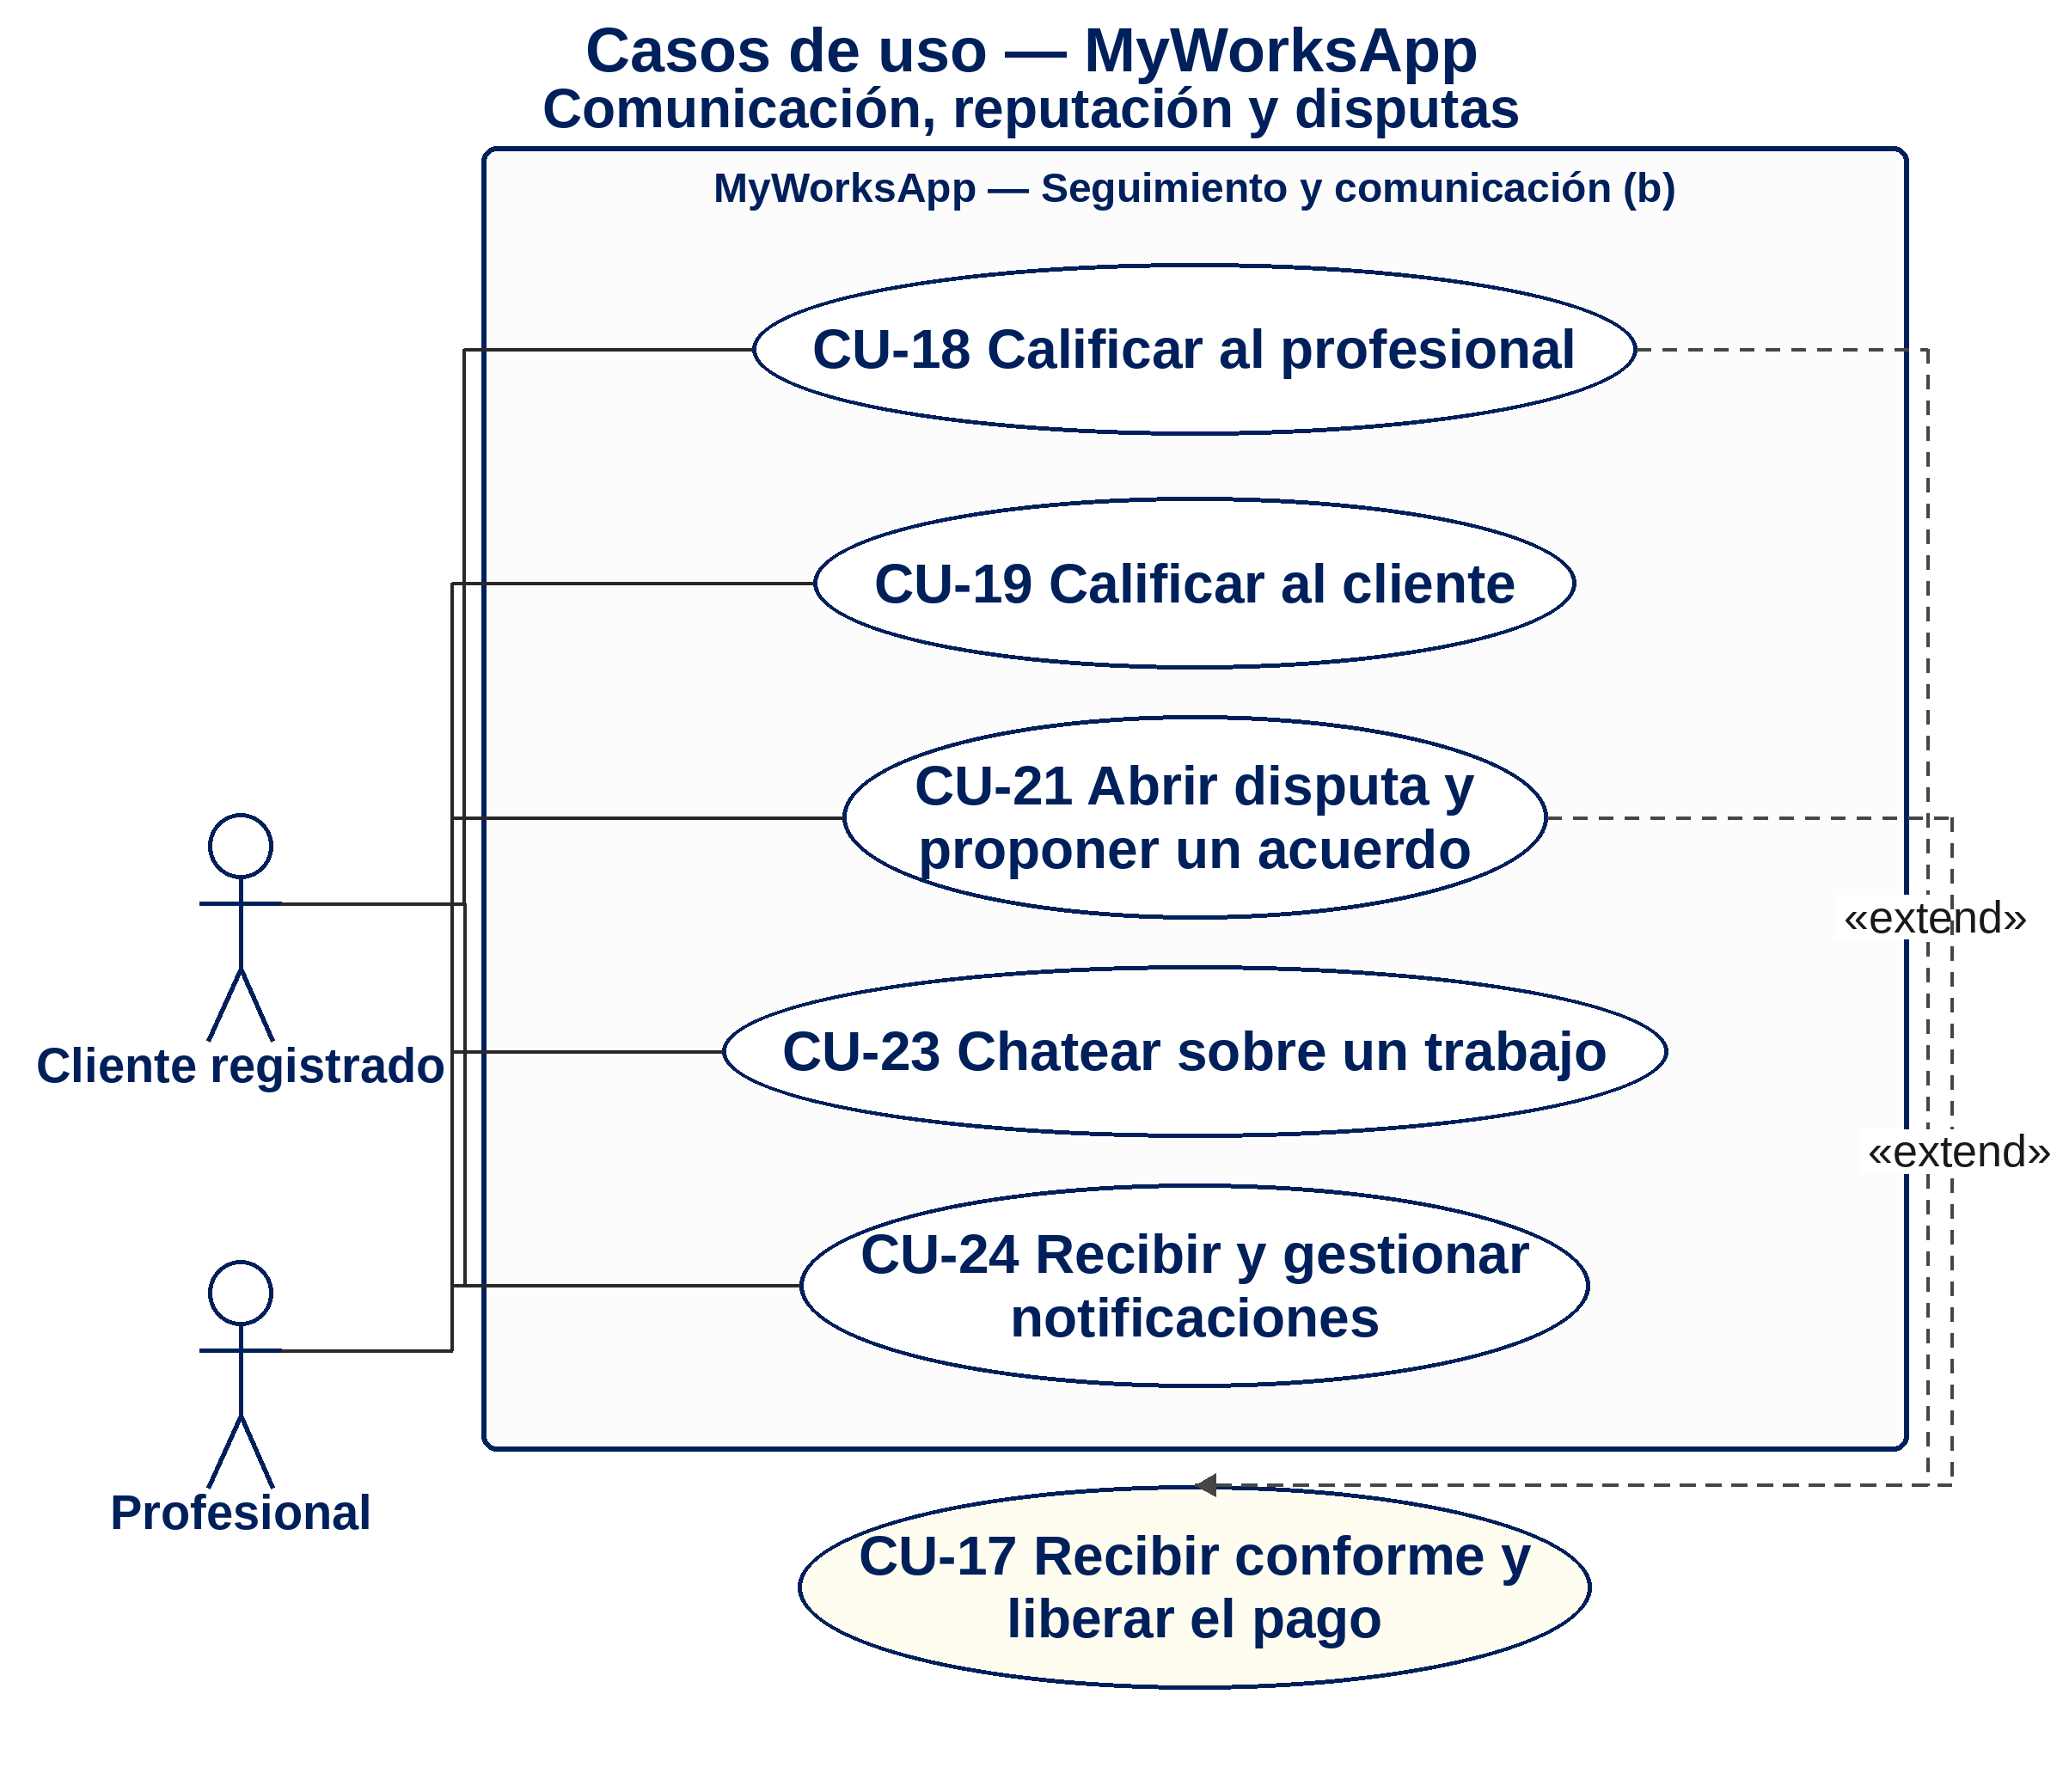 Casos de uso — MyWorksApp
Comunicación, reputación y disputas
MyWorksApp — Seguimiento y comunicación (b)
CU-18 Calificar al profesional
CU-19 Calificar al cliente
CU-21 Abrir disputa y
proponer un acuerdo
«extend»
CU-23 Chatear sobre un trabajo
Cliente registrado
«extend»
CU-24 Recibir y gestionar
notificaciones
Profesional
CU-17 Recibir conforme y
liberar el pago